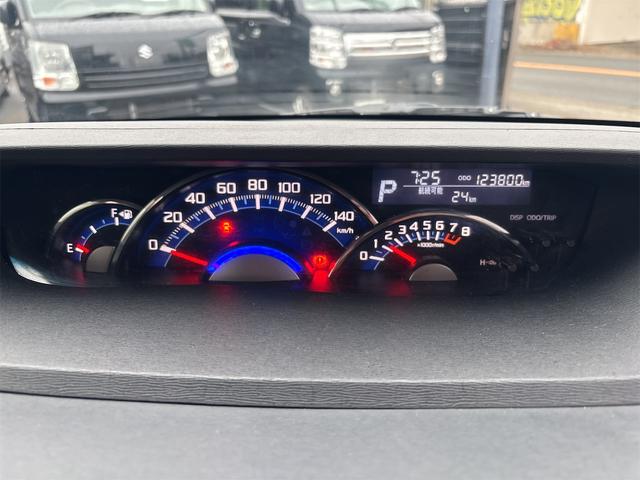 P
7:25 ODO 123800km
航続可能
24km
E F
0 20 40 60 80 100 120 140
km/h
0 1 2 3 4 5 6 7 8
×1000r/min
DISP ODO/TRIP